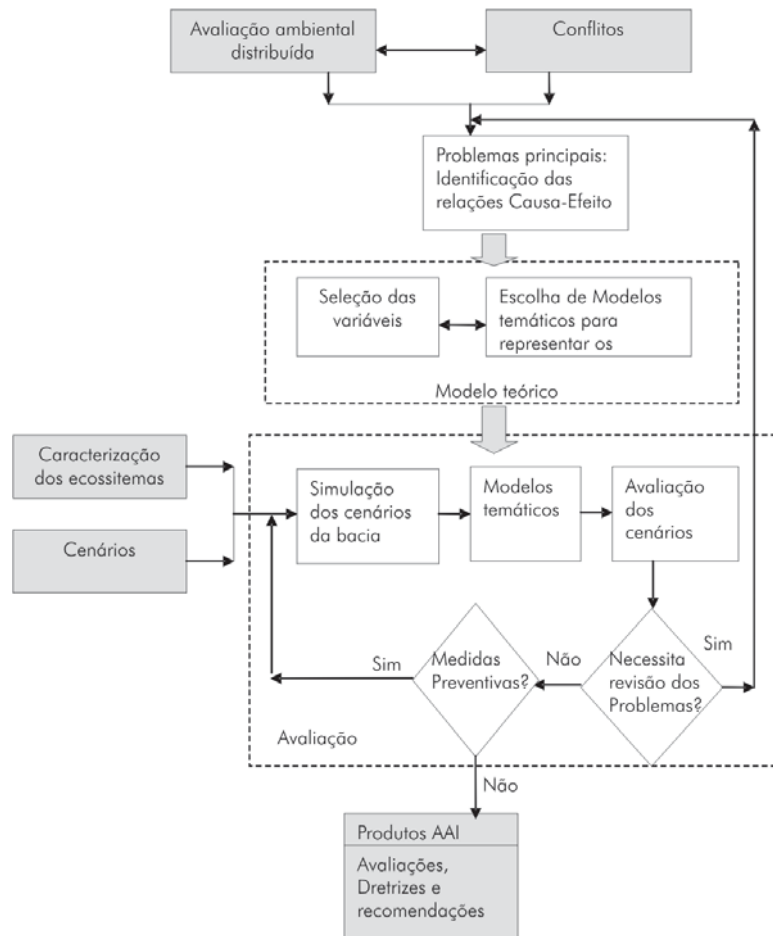 Avaliação ambiental
distribuída
Conflitos
Problemas principais:
Identificação das
relações Causa-Efeito
Seleção das
variáveis
Escolha de Modelos
temáticos para
representar os
Modelo teórico
Caracterização
dos ecossitemas
Cenários
Simulação
dos cenários
da bacia
Modelos
temáticos
Avaliação
dos
cenários
Sim
Medidas
Preventivas?
Não
Necessita
revisão dos
Problemas?
Sim
Avaliação
Não
Produtos AAI
Avaliações,
Dretrizes e
recomendações